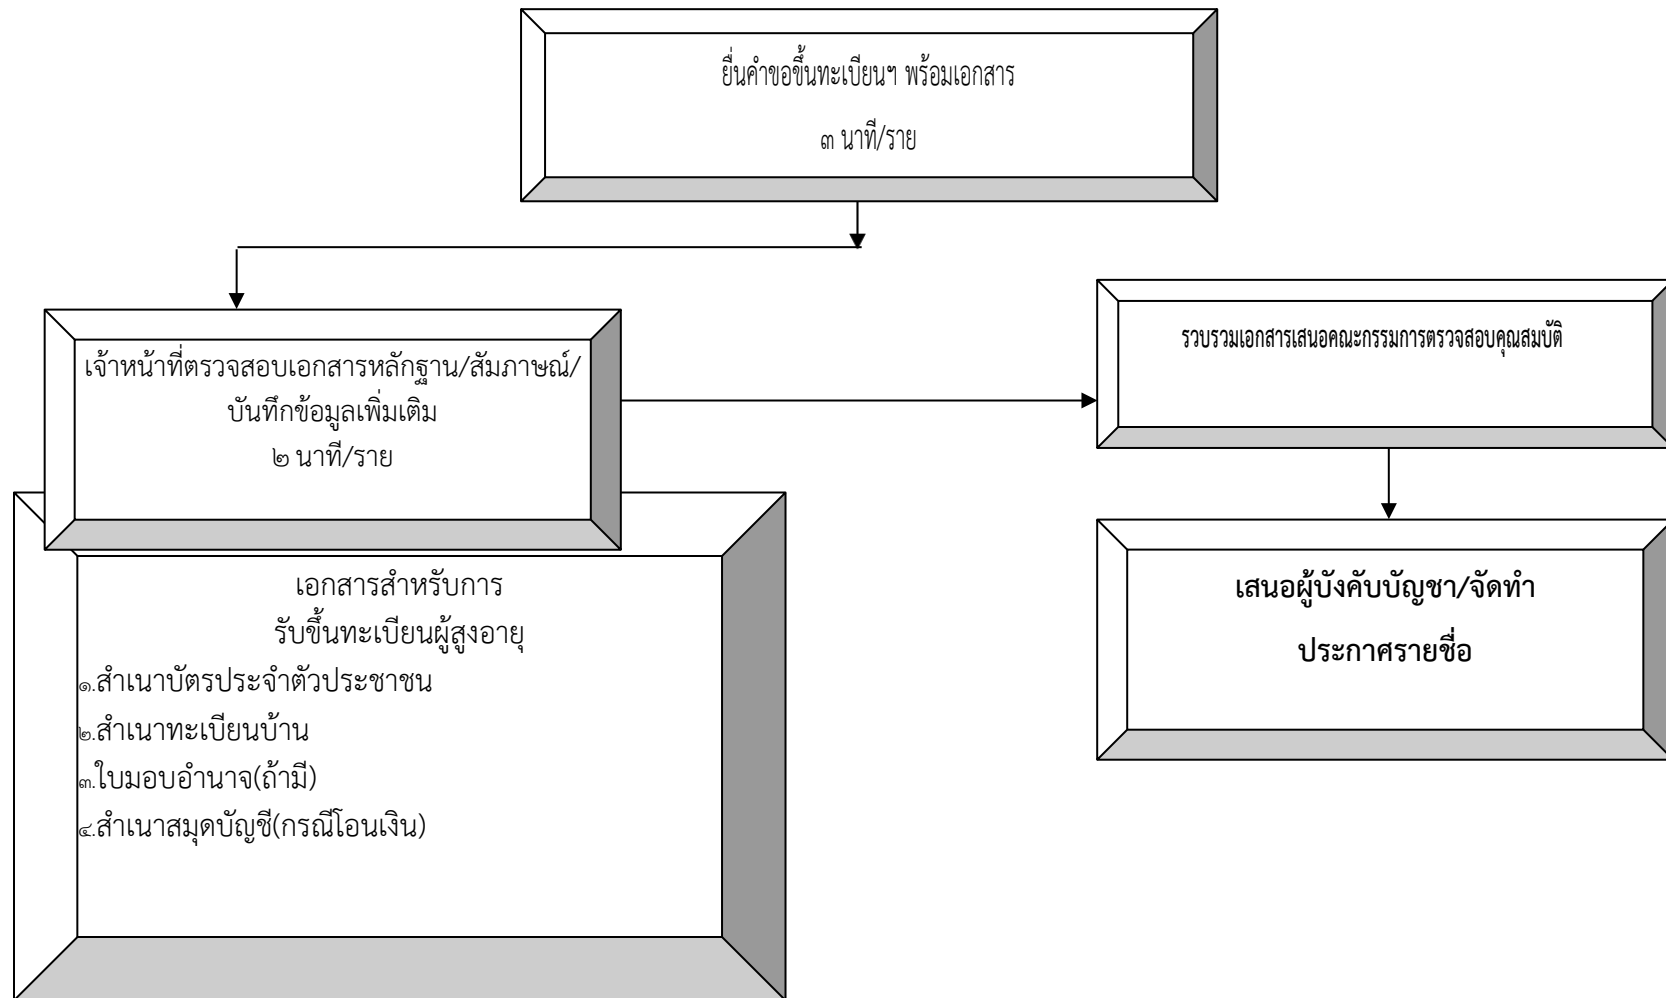 ยื่นคำขอขึ้นทะเบียนฯ พร้อมเอกสาร
๓ นาที/ราย
เจ้าหน้าที่ตรวจสอบเอกสารหลักฐาน/สัมภาษณ์/
บันทึกข้อมูลเพิ่มเติม
๒ นาที/ราย
รวบรวมเอกสารเสนอคณะกรรมการตรวจสอบคุณสมบัติ
เสนอผู้บังคับบัญชา/จัดทำ
ประกาศรายชื่อ
เอกสารสำหรับการ
รับขึ้นทะเบียนผู้สูงอายุ
๑.สำเนาบัตรประจำตัวประชาชน
๒.สำเนาทะเบียนบ้าน
๓.ใบมอบอำนาจ(ถ้ามี)
๔.สำเนาสมุดบัญชี(กรณีโอนเงิน)